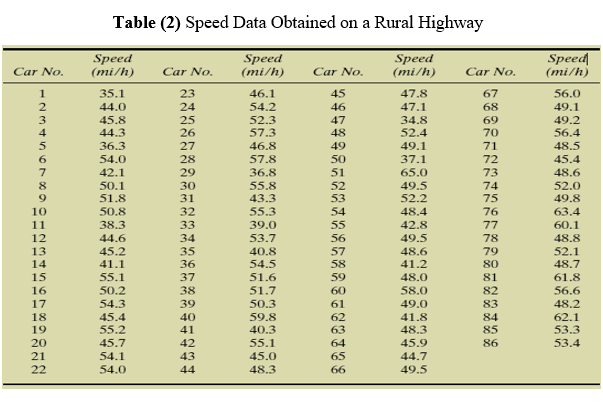 Table (2) Speed Data Obtained on a Rural Highway
Speed Speed Speed Speed
Car No. (mi/h) Car No. (mi/h) Car No. (mi/h) Car No. (mi/h)
1 35.1 23 46.1 45 47.8 67 56.0
2 44.0 24 54.2 46 47.1 68 49.1
3 45.8 25 52.3 47 34.8 69 49.2
4 44.3 26 57.3 48 52.4 70 56.4
5 36.3 27 46.8 49 49.1 71 48.5
6 54.0 28 57.8 50 37.1 72 45.4
7 42.1 29 36.8 51 65.0 73 48.6
8 50.1 30 55.8 52 49.5 74 52.0
9 51.8 31 43.3 53 52.2 75 49.8
10 50.8 32 55.3 54 48.4 76 63.4
11 38.3 33 39.0 55 42.8 77 60.1
12 44.6 34 53.7 56 49.5 78 48.8
13 45.2 35 40.8 57 48.6 79 52.1
14 41.1 36 54.5 58 41.2 80 48.7
15 55.1 37 51.6 59 48.0 81 61.8
16 50.2 38 51.7 60 58.0 82 56.6
17 54.3 39 50.3 61 49.0 83 48.2
18 45.4 40 59.8 62 41.8 84 62.1
19 55.2 41 40.3 63 48.3 85 53.3
20 45.7 42 55.1 64 45.9 86 53.4
21 54.1 43 45.0 65 44.7
22 54.0 44 48.3 66 49.5